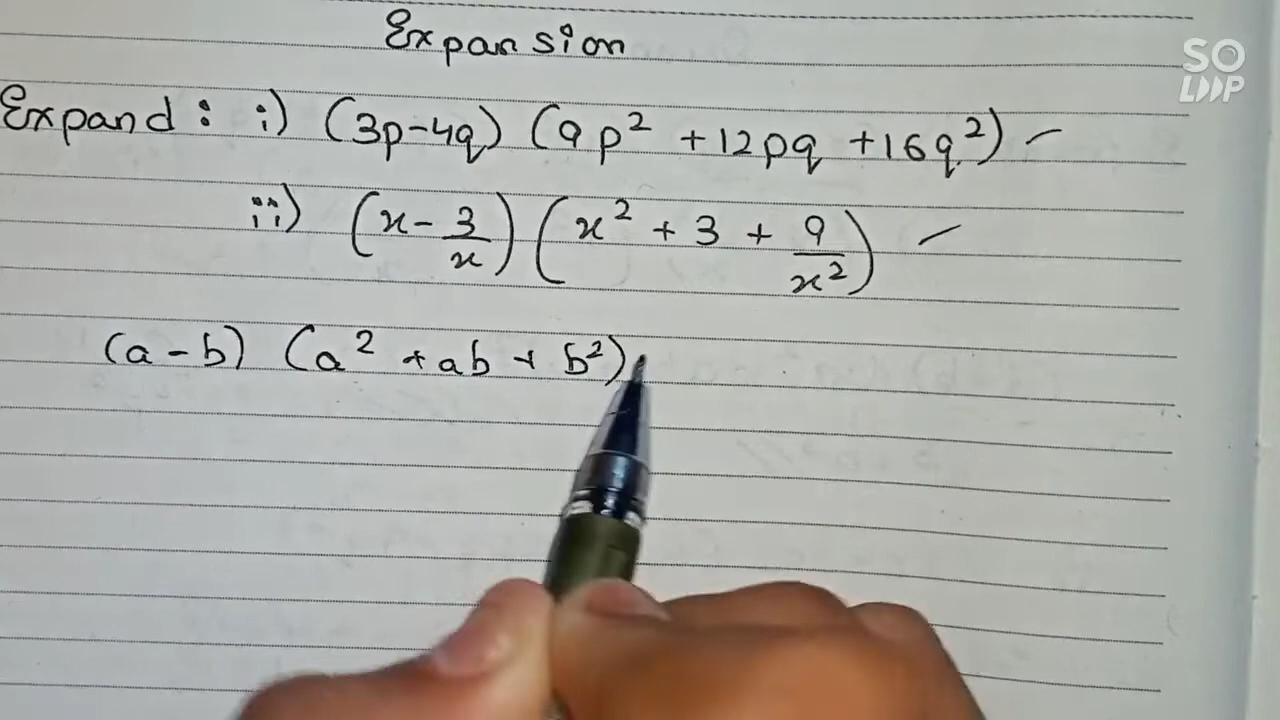 Expansion
Expand: i) (3p-4q) (9p² +12pq +16q²) -
ii) (x - 3/x) (x² + 3 + 9/x²) -
(a - b) (a² + ab + b²)
SO
LOOP